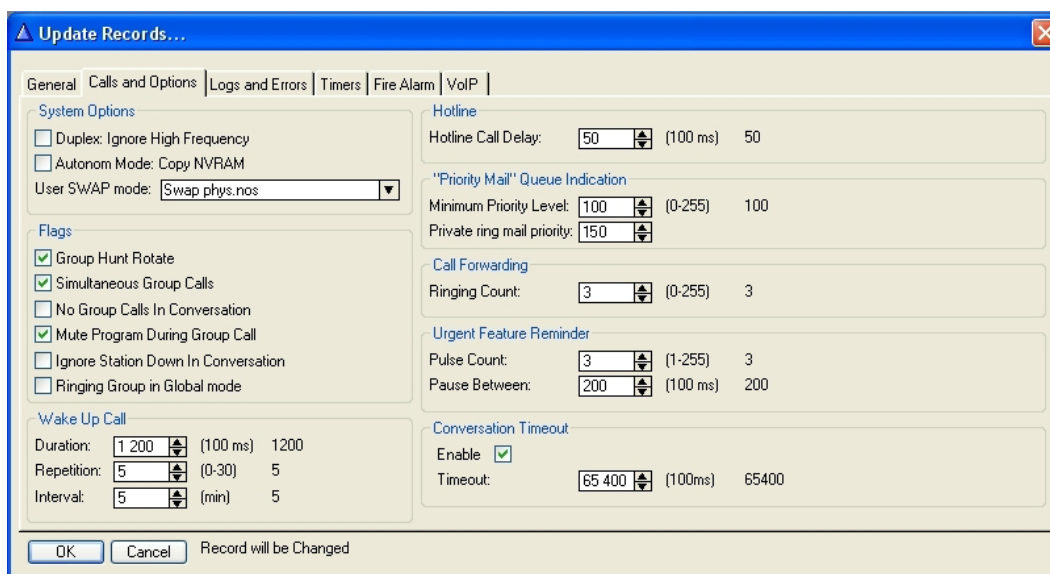 Update Records...
General Calls and Options Logs and Errors Timers Fire Alarm VoIP
System Options
Duplex: Ignore High Frequency
Autonom Mode: Copy NVRAM
User SWAP mode: Swap phys.nos
Flags
Group Hunt Rotate
Simultaneous Group Calls
No Group Calls In Conversation
Mute Program During Group Call
Ignore Station Down In Conversation
Ringing Group in Global mode
Wake Up Call
Duration: 1 200 (100 ms) 1200
Repetition: 5 (0-30) 5
Interval: 5 (min) 5
Hotline
Hotline Call Delay: 50 (100 ms) 50
"Priority Mail" Queue Indication
Minimum Priority Level: 100 (0-255) 100
Private ring mail priority: 150
Call Forwarding
Ringing Count: 3 (0-255) 3
Urgent Feature Reminder
Pulse Count: 3 (1-255) 3
Pause Between: 200 (100 ms) 200
Conversation Timeout
Enable
Timeout: 65 400 (100ms) 65400
OK Cancel Record will be Changed